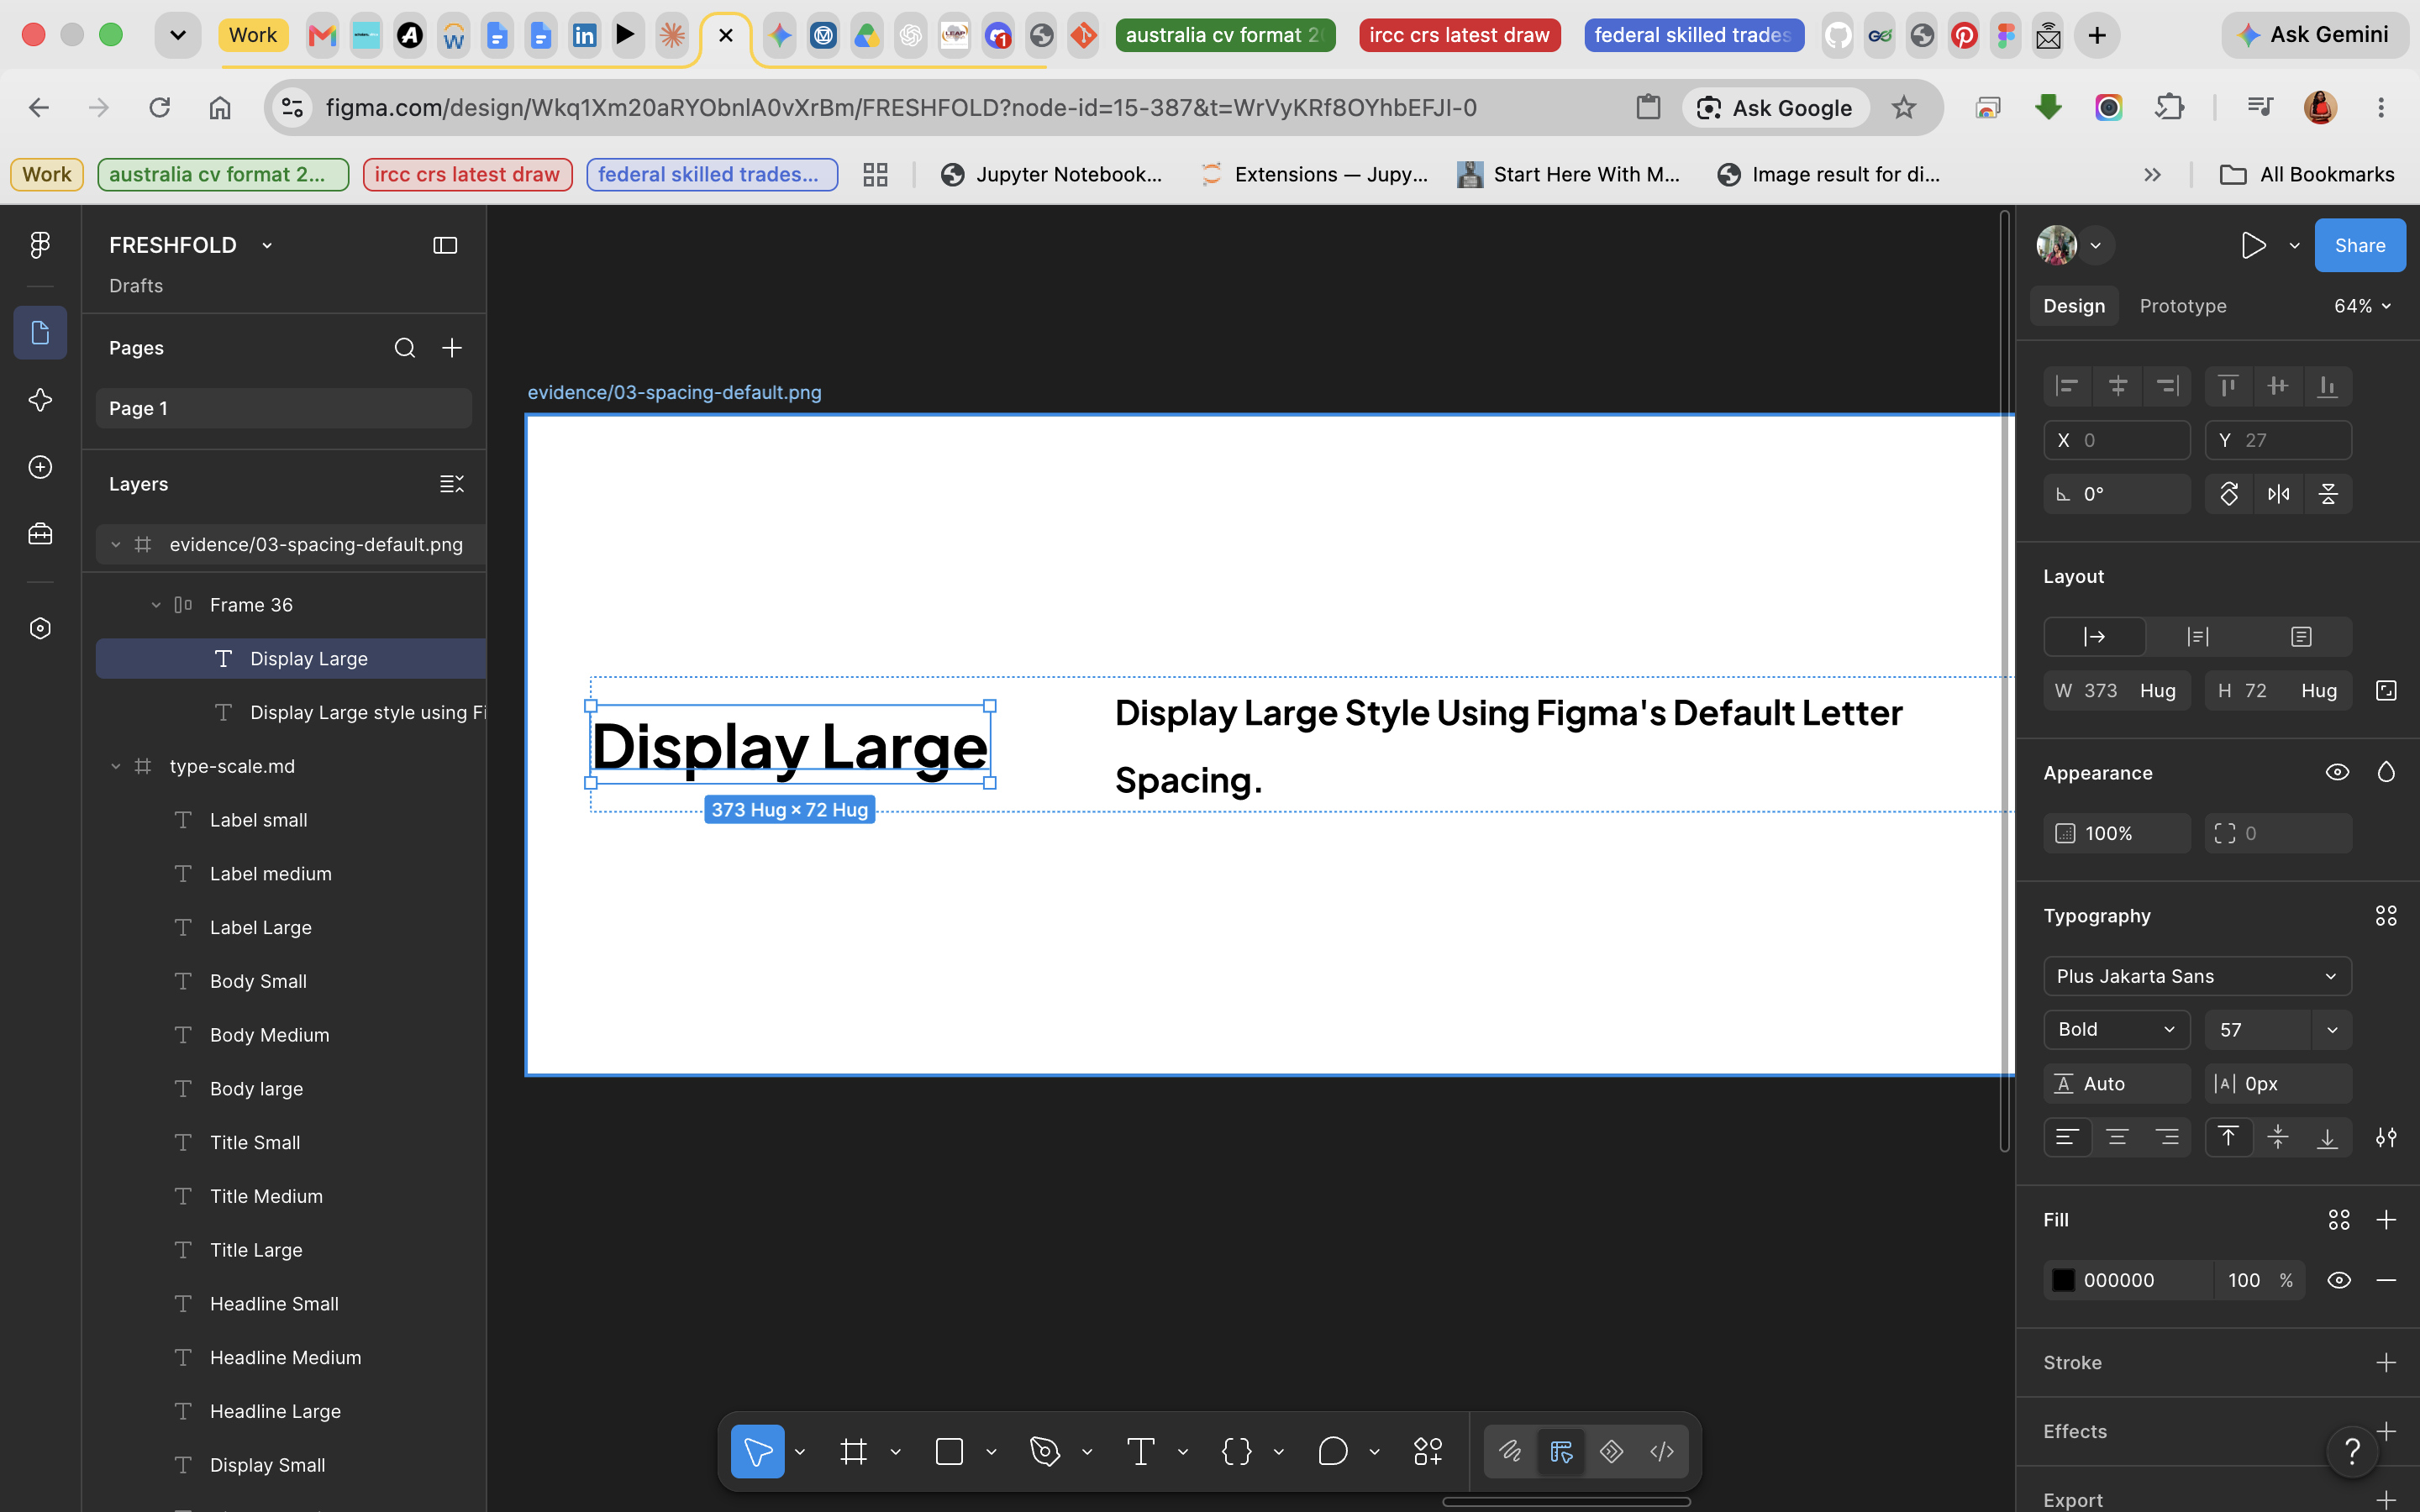 Work
australia cv format 2
ircc crs latest draw
federal skilled trades
Ask Gemini
figma.com/design/Wkq1Xm20aRYObnlA0vXrBm/FRESHFOLD?node-id=15-387&t=WrVyKRf8OYhbEFJI-0
Ask Google
Work
australia cv format 2...
ircc crs latest draw
federal skilled trades...
Jupyter Notebook...
Extensions — Jupy...
Start Here With M...
Image result for di...
All Bookmarks
FRESHFOLD
Drafts
Pages
Page 1
Layers
evidence/03-spacing-default.png
Frame 36
Display Large
Display Large style using Fi
type-scale.md
Label small
Label medium
Label Large
Body Small
Body Medium
Body large
Title Small
Title Medium
Title Large
Headline Small
Headline Medium
Headline Large
Display Small
evidence/03-spacing-default.png
Display Large
373 Hug × 72 Hug
Display Large Style Using Figma's Default Letter
Spacing.
Share
Design
Prototype
64%
X 0
Y 27
0°
Layout
W 373 Hug
H 72 Hug
Appearance
100%
0
Typography
Plus Jakarta Sans
Bold
57
Auto
0px
Fill
000000
100 %
Stroke
Effects
Export
?